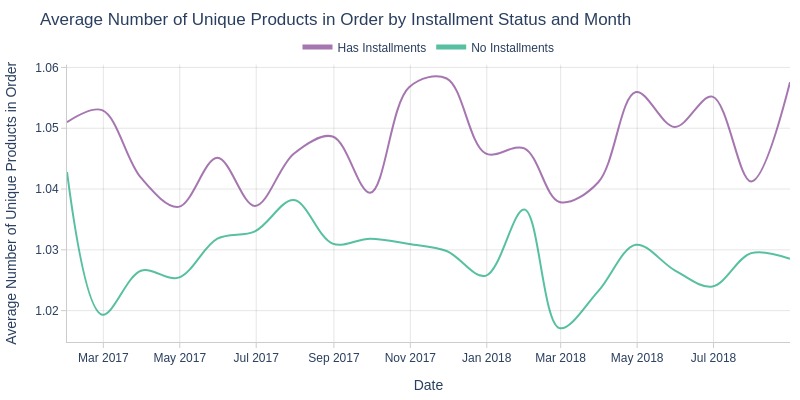 Average Number of Unique Products in Order by Installment Status and Month
Has Installments
No Installments
Average Number of Unique Products in Order
1.06
1.05
1.04
1.03
1.02
Mar 2017
May 2017
Jul 2017
Sep 2017
Nov 2017
Jan 2018
Mar 2018
May 2018
Jul 2018
Date